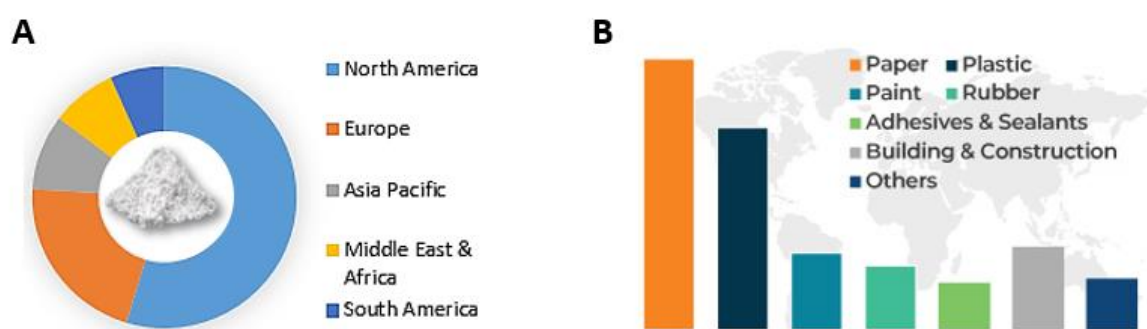 A
North America
Europe
Asia Pacific
Middle East &
Africa
South America
B
Paper Plastic
Paint Rubber
Adhesives & Sealants
Building & Construction
Others